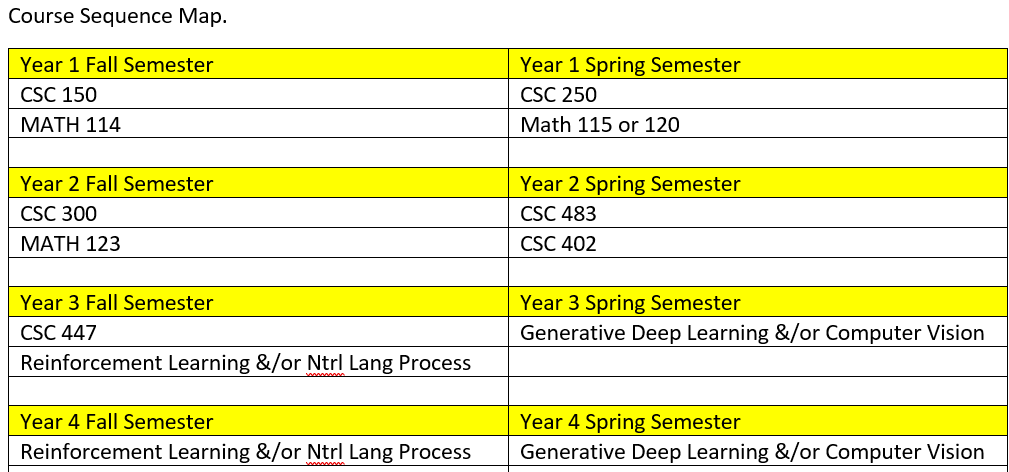 Course Sequence Map.
Year 1 Fall Semester
Year 1 Spring Semester
CSC 150
CSC 250
MATH 114
Math 115 or 120
Year 2 Fall Semester
Year 2 Spring Semester
CSC 300
CSC 483
MATH 123
CSC 402
Year 3 Fall Semester
Year 3 Spring Semester
CSC 447
Generative Deep Learning &/or Computer Vision
Reinforcement Learning &/or Ntrl Lang Process
Year 4 Fall Semester
Year 4 Spring Semester
Reinforcement Learning &/or Ntrl Lang Process
Generative Deep Learning &/or Computer Vision